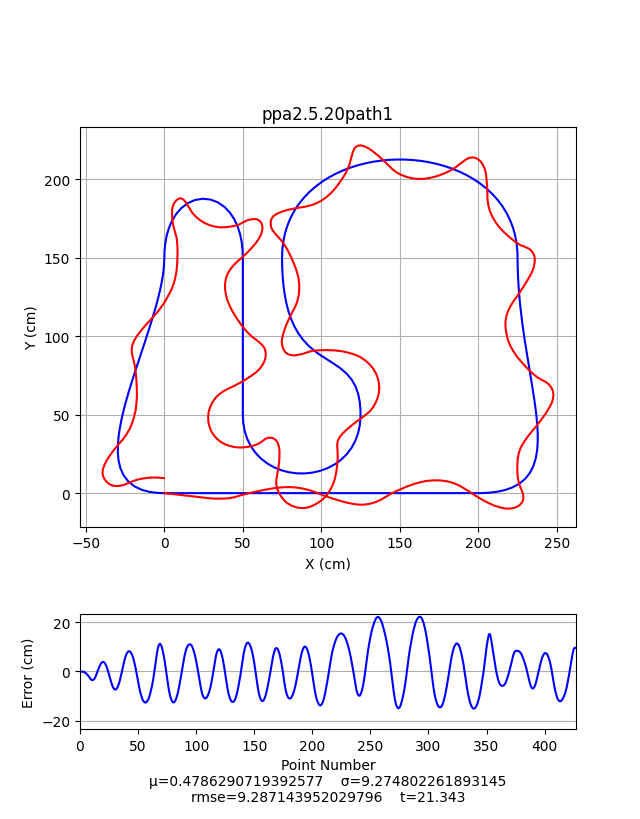 ppa2.5.20path1
200
150
100
50
0
Y (cm)
−50 0 50 100 150 200 250
X (cm)
20
0
−20
Error (cm)
0 50 100 150 200 250 300 350 400
Point Number
μ=0.4786290719392577 σ=9.274802261893145
rmse=9.287143952029796 t=21.343